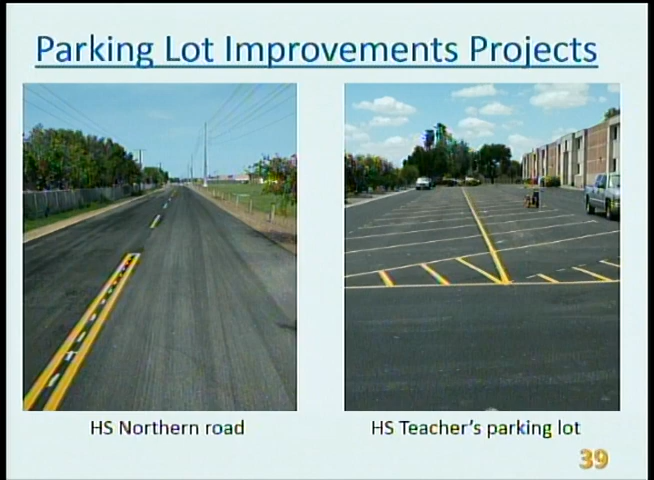 Parking Lot Improvements Projects
HS Northern road
HS Teacher's parking lot
39